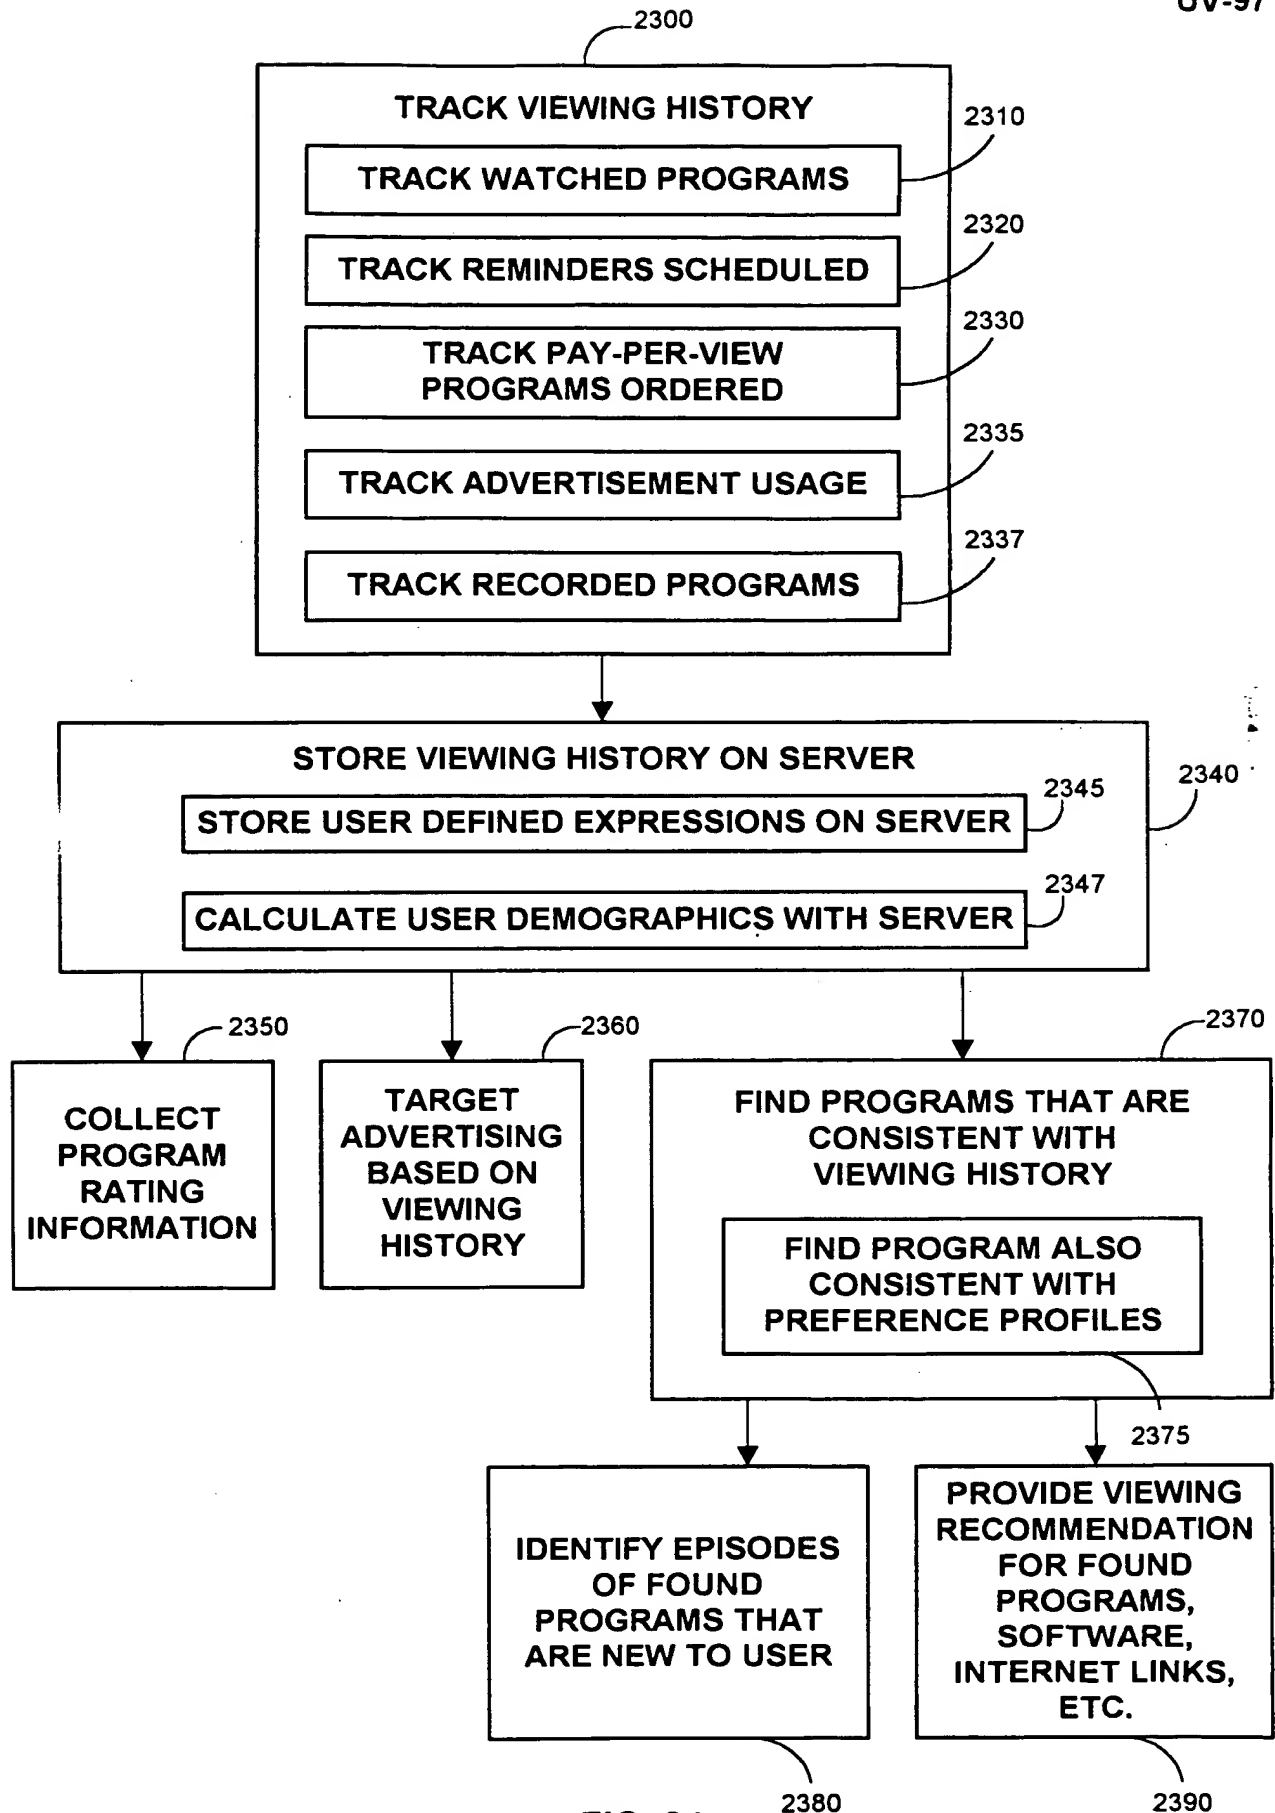 2300
TRACK VIEWING HISTORY
2310
TRACK WATCHED PROGRAMS
2320
TRACK REMINDERS SCHEDULED
2330
TRACK PAY-PER-VIEW
PROGRAMS ORDERED
2335
TRACK ADVERTISEMENT USAGE
2337
TRACK RECORDED PROGRAMS
STORE VIEWING HISTORY ON SERVER
2340
2345
STORE USER DEFINED EXPRESSIONS ON SERVER
2347
CALCULATE USER DEMOGRAPHICS WITH SERVER
2350
COLLECT
PROGRAM
RATING
INFORMATION
2360
TARGET
ADVERTISING
BASED ON
VIEWING
HISTORY
2370
FIND PROGRAMS THAT ARE
CONSISTENT WITH
VIEWING HISTORY
FIND PROGRAM ALSO
CONSISTENT WITH
PREFERENCE PROFILES
2375
IDENTIFY EPISODES
OF FOUND
PROGRAMS THAT
ARE NEW TO USER
2380
PROVIDE VIEWING
RECOMMENDATION
FOR FOUND
PROGRAMS,
SOFTWARE,
INTERNET LINKS,
ETC.
2390